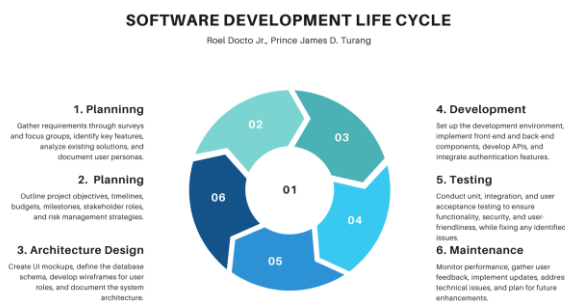 SOFTWARE DEVELOPMENT LIFE CYCLE
Roel Docto Jr., Prince James D. Turang
1. Planninng
Gather requirements through surveys
and focus groups, identify key features,
analyze existing solutions, and
document user personas.
2. Planning
Outline project objectives, timelines,
budgets, milestones, stakeholder roles,
and risk management strategies.
3. Architecture Design
Create UI mockups, define the database
schema, develop wireframes for user
roles, and document the system
architecture.
02
03
01
06
04
05
4. Development
Set up the development environment,
implement front-end and back-end
components, develop APIs, and
integrate authentication features.
5. Testing
Conduct unit, integration, and user
acceptance testing to ensure
functionality, security, and user-
friendliness, while fixing any identified
issues.
6. Maintenance
Monitor performance, gather user
feedback, implement updates, address
technical issues, and plan for future
enhancements.